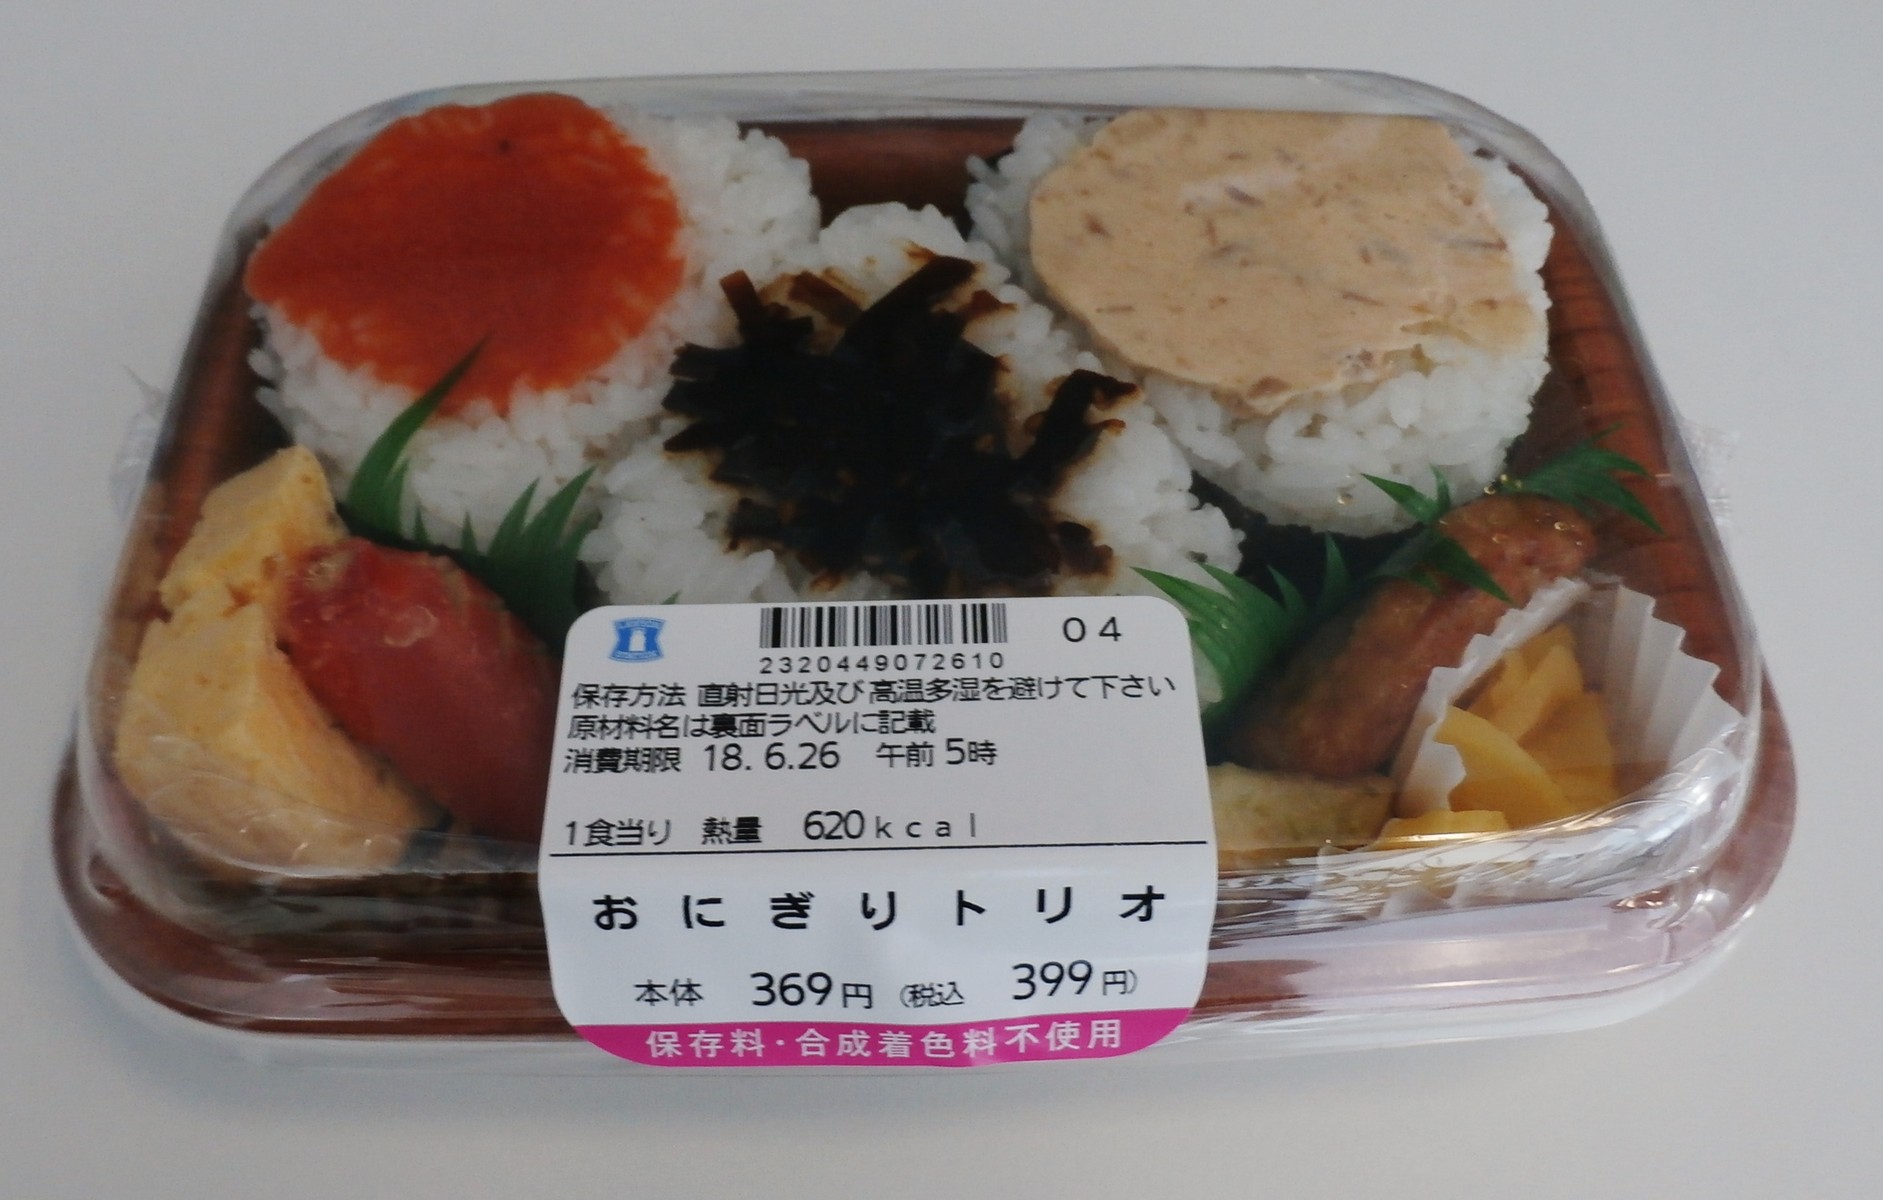 LAWSON
04
2320449072610
保存方法 直射日光及び高温多湿を避けて下さい
原材料名は裏面ラベルに記載
消費期限 18.6.26 午前5時
1食当り 熱量 620kcal
おにぎりトリオ
本体 369円 (税込 399円)
保存料・合成着色料不使用